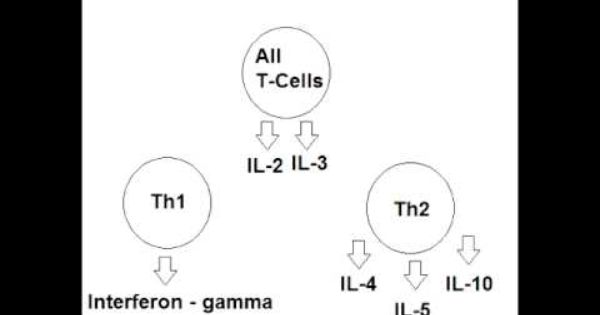 All
T-Cells
IL-2 IL-3
Th1
Th2
Interferon - gamma
IL-4
IL-5
IL-10